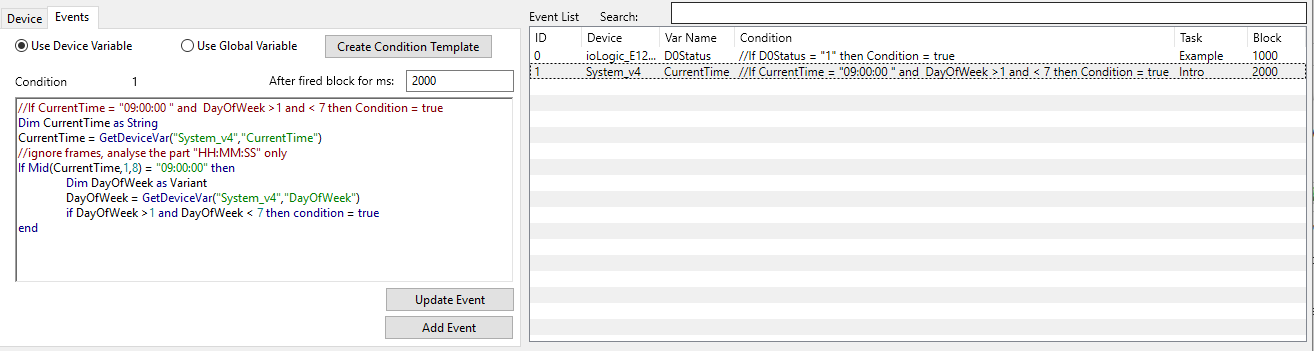 Device Events
Use Device Variable Use Global Variable Create Condition Template
Condition 1 After fired block for ms: 2000
//If CurrentTime = "09:00:00 " and  DayOfWeek >1 and < 7 then Condition = true
Dim CurrentTime as String
CurrentTime = GetDeviceVar("System_v4","CurrentTime")
//ignore frames, analyse the part "HH:MM:SS" only
If Mid(CurrentTime,1,8) = "09:00:00" then
Dim DayOfWeek as Variant
DayOfWeek = GetDeviceVar("System_v4","DayOfWeek")
if DayOfWeek >1 and DayOfWeek < 7 then condition = true
end
Update Event
Add Event
Event List Search:
ID Device Var Name Condition Task Block
0 ioLogic_E12... D0Status //If D0Status = "1" then Condition = true Example 1000
1 System_v4 CurrentTime //If CurrentTime = "09:00:00 " and  DayOfWeek >1 and < 7 then Condition = true Intro 2000